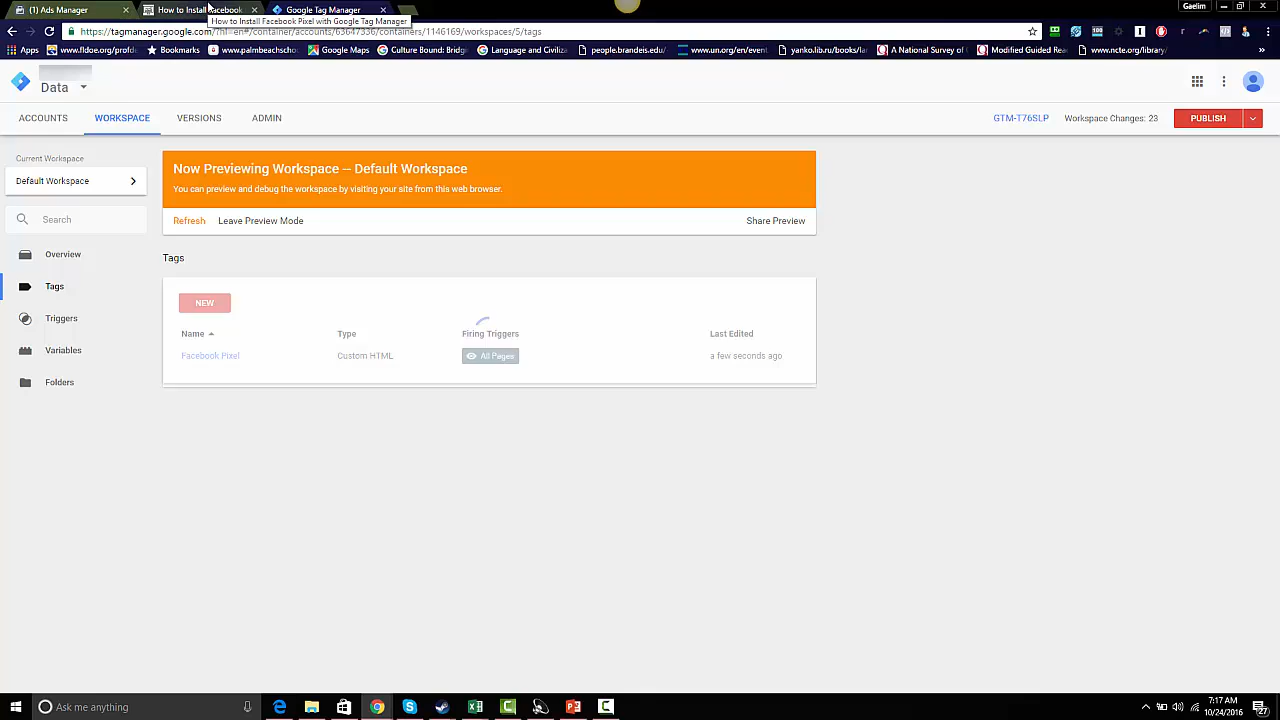 (1) Ads Manager
How to Install Facebook
Google Tag Manager
Gaelim
How to Install Facebook Pixel with Google Tag Manager
https://tagmanager.google.com/?hl=en#/container/accounts/63647336/containers/1146169/workspaces/5/tags
Apps
www.fldoe.org/profdev
Bookmarks
www.palmbeachscho
Google Maps
Culture Bound: Bridg
Language and Civiliz
people.brandeis.edu/
www.un.org/en/event
yanko.lib.ru/books/lan
A National Survey of
Modified Guided Rea
www.ncte.org/library/
»
Data
ACCOUNTS
WORKSPACE
VERSIONS
ADMIN
GTM-T76SLP
Workspace Changes: 23
PUBLISH
Current Workspace
Default Workspace
Search
Overview
Tags
Triggers
Variables
Folders
Now Previewing Workspace – Default Workspace
You can preview and debug the workspace by visiting your site from this web browser.
Refresh
Leave Preview Mode
Share Preview
Tags
NEW
Name
Type
Firing Triggers
Last Edited
Facebook Pixel
Custom HTML
All Pages
a few seconds ago
Ask me anything
7:17 AM
10/24/2016